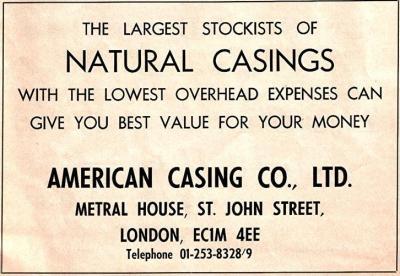 THE LARGEST STOCKISTS OF
NATURAL CASINGS
WITH THE LOWEST OVERHEAD EXPENSES CAN
GIVE YOU BEST VALUE FOR YOUR MONEY
AMERICAN CASING CO., LTD.
METRAL HOUSE, ST. JOHN STREET,
LONDON, EC1M 4EE
Telephone 01-253-8328/9